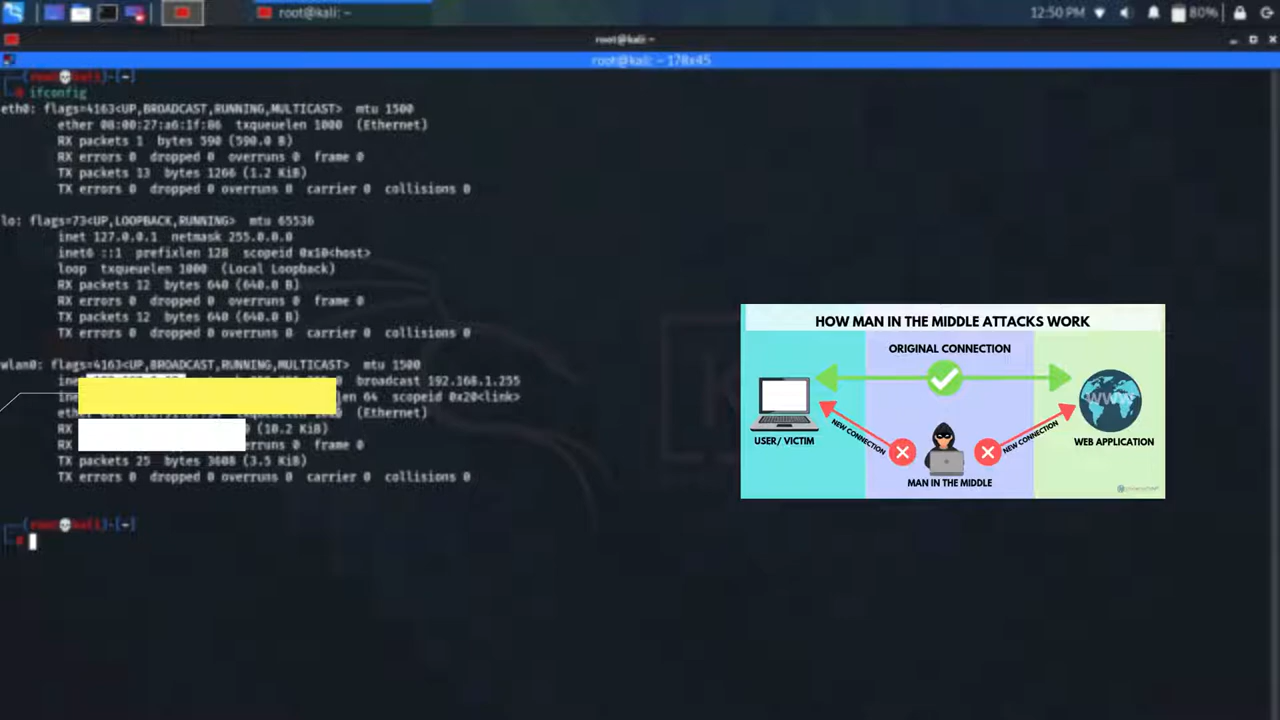 root@kali: ~
12:50 PM
80%
root@kali: ~
root@kali: ~ 178x45
(root💀kali)-[~]
# ifconfig
eth0: flags=4163<UP,BROADCAST,RUNNING,MULTICAST> mtu 1500
ether 08:00:27:a6:1f:86 txqueuelen 1000 (Ethernet)
RX packets 1 bytes 590 (590.0 B)
RX errors 0 dropped 0 overruns 0 frame 0
TX packets 13 bytes 1266 (1.2 KiB)
TX errors 0 dropped 0 overruns 0 carrier 0 collisions 0
lo: flags=73<UP,LOOPBACK,RUNNING> mtu 65536
inet 127.0.0.1 netmask 255.0.0.0
inet6 ::1 prefixlen 128 scopeid 0x10<host>
loop txqueuelen 1000 (Local Loopback)
RX packets 12 bytes 640 (640.0 B)
RX errors 0 dropped 0 overruns 0 frame 0
TX packets 12 bytes 640 (640.0 B)
TX errors 0 dropped 0 overruns 0 carrier 0 collisions 0
wlan0: flags=4163<UP,BROADCAST,RUNNING,MULTICAST> mtu 1500
broadcast 192.168.1.255
64 scopeid 0x20<link>
(Ethernet)
RX (10.2 KiB)
RX frame 0
TX packets 25 bytes 3608 (3.5 KiB)
TX errors 0 dropped 0 overruns 0 carrier 0 collisions 0
(root💀kali)-[~]
#
HOW MAN IN THE MIDDLE ATTACKS WORK
ORIGINAL CONNECTION
WWW
NEW CONNECTION
NEW CONNECTION
USER/ VICTIM
WEB APPLICATION
MAN IN THE MIDDLE